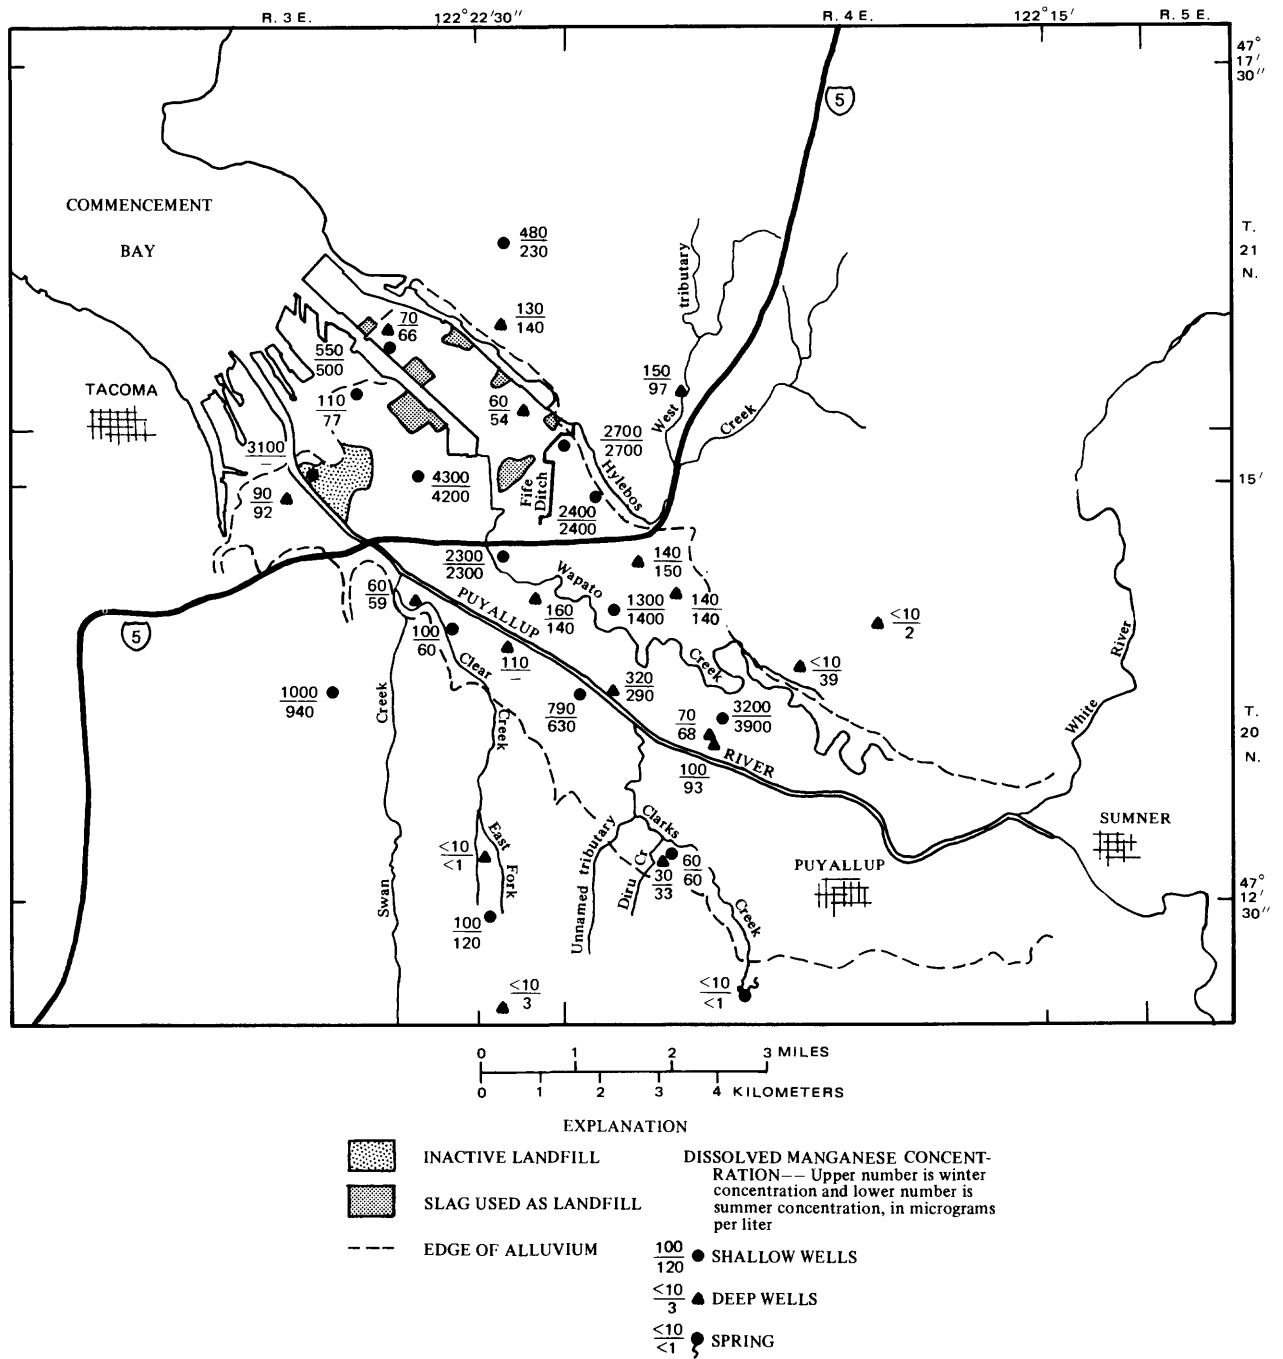 R. 3 E.
122° 22′30″
R. 4 E.
122° 15′
R. 5 E.
47°
17′
30″
5
COMMENCEMENT
BAY
T.
21
N.
480
230
tributary
130
140
70
66
550
500
150
97
TACOMA
110
77
60
54
West
Creek
2700
2700
3100
—
4300
4200
Hylebos
Fife
Ditch
15′
90
92
2400
2400
2300
2300
140
150
Wapato
60
59
PUYALLUP
160
140
1300
1400
140
140
<10
2
5
100
60
110
—
Clear
Creek
<10
39
River
1000
940
Creek
Creek
790
630
320
290
3200
3900
70
68
White
T.
20
N.
RIVER
100
93
SUMNER
Clarks
East
Fork
<10
<1
Unnamed tributary
Diru Cr
60
60
30
33
PUYALLUP
47°
12′
30″
Swan
100
120
Creek
<10
<1
<10
3
0 1 2 3 MILES
0 1 2 3 4 KILOMETERS
EXPLANATION
INACTIVE LANDFILL
SLAG USED AS LANDFILL
EDGE OF ALLUVIUM
DISSOLVED MANGANESE CONCENT-
RATION—— Upper number is winter
concentration and lower number is
summer concentration, in micrograms
per liter
100
120
SHALLOW WELLS
<10
3
DEEP WELLS
<10
<1
SPRING